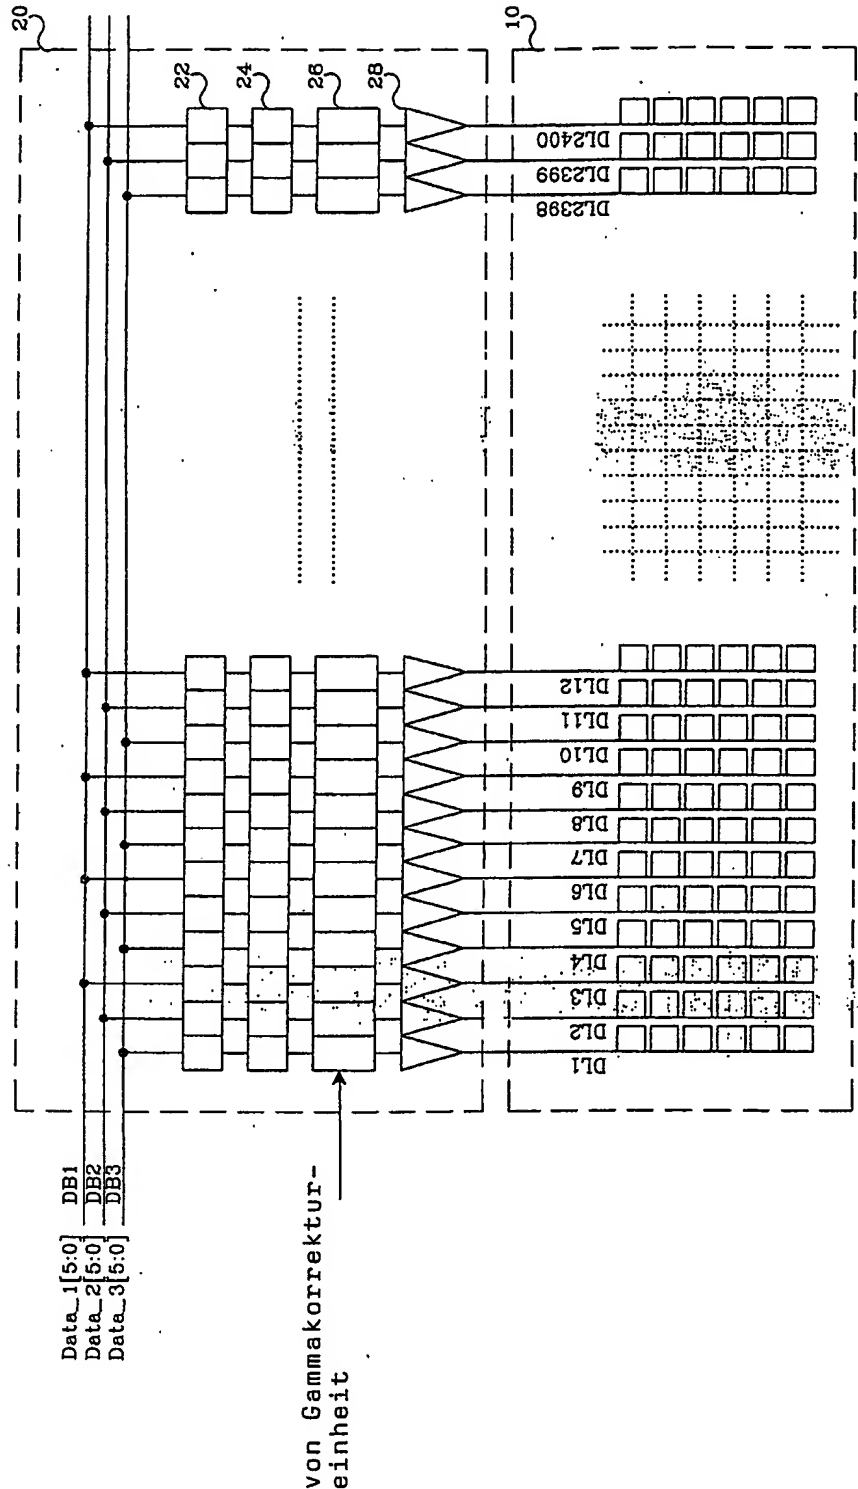 20
10
22
24
26
28
Data_1[5:0] DB1
Data_2[5:0] DB2
Data_3[5:0] DB3
von Gammakorrektur-
einheit
DL1
DL2
DL3
DL4
DL5
DL6
DL7
DL8
DL9
DL10
DL11
DL12
DL2398
DL2399
DL2400